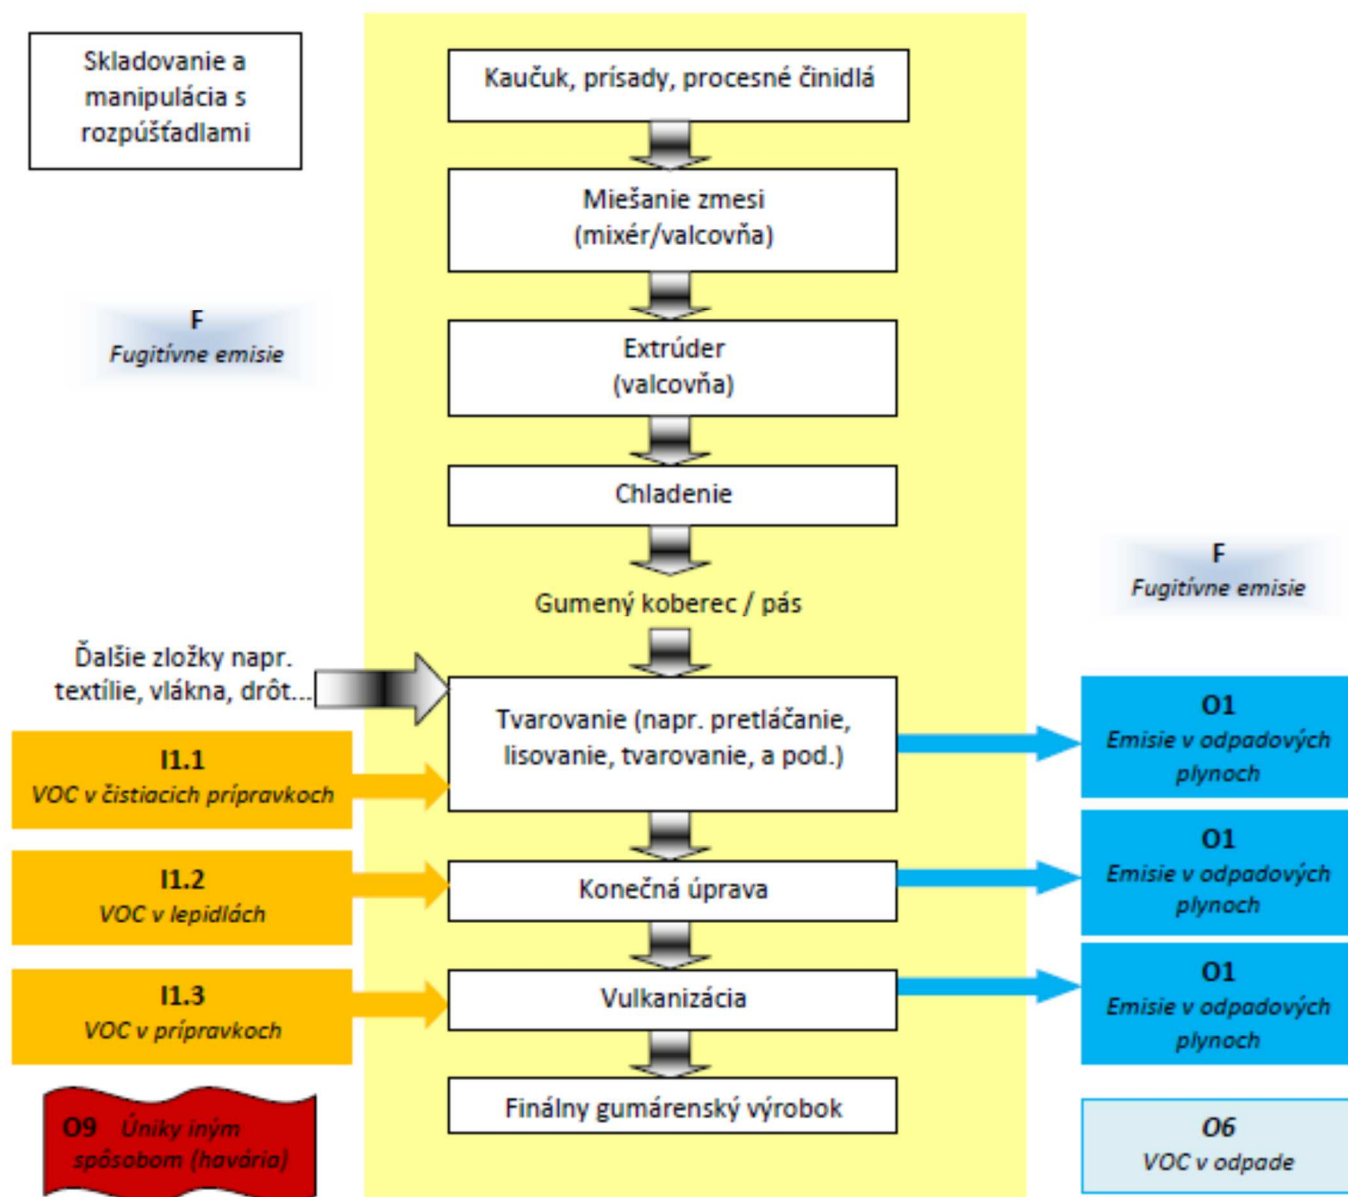 Skladovanie a
manipulácia s
rozpúšťadlami
Kaučuk, prísady, procesné činidlá
Miešanie zmesi
(mixér/valcovňa)
F
Fugitívne emisie
Extrúder
(valcovňa)
Chladenie
F
Fugitívne emisie
Gumený koberec / pás
Ďalšie zložky napr.
textílie, vlákna, drôt...
Tvarovanie (napr. pretláčanie,
lisovanie, tvarovanie, a pod.)
O1
Emisie v odpadových
plynoch
I1.1
VOC v čistiacich prípravkoch
I1.2
VOC v lepidlách
Konečná úprava
O1
Emisie v odpadových
plynoch
I1.3
VOC v prípravkoch
Vulkanizácia
O1
Emisie v odpadových
plynoch
O9 Úniky iným
spôsobom (havária)
Finálny gumárenský výrobok
O6
VOC v odpade